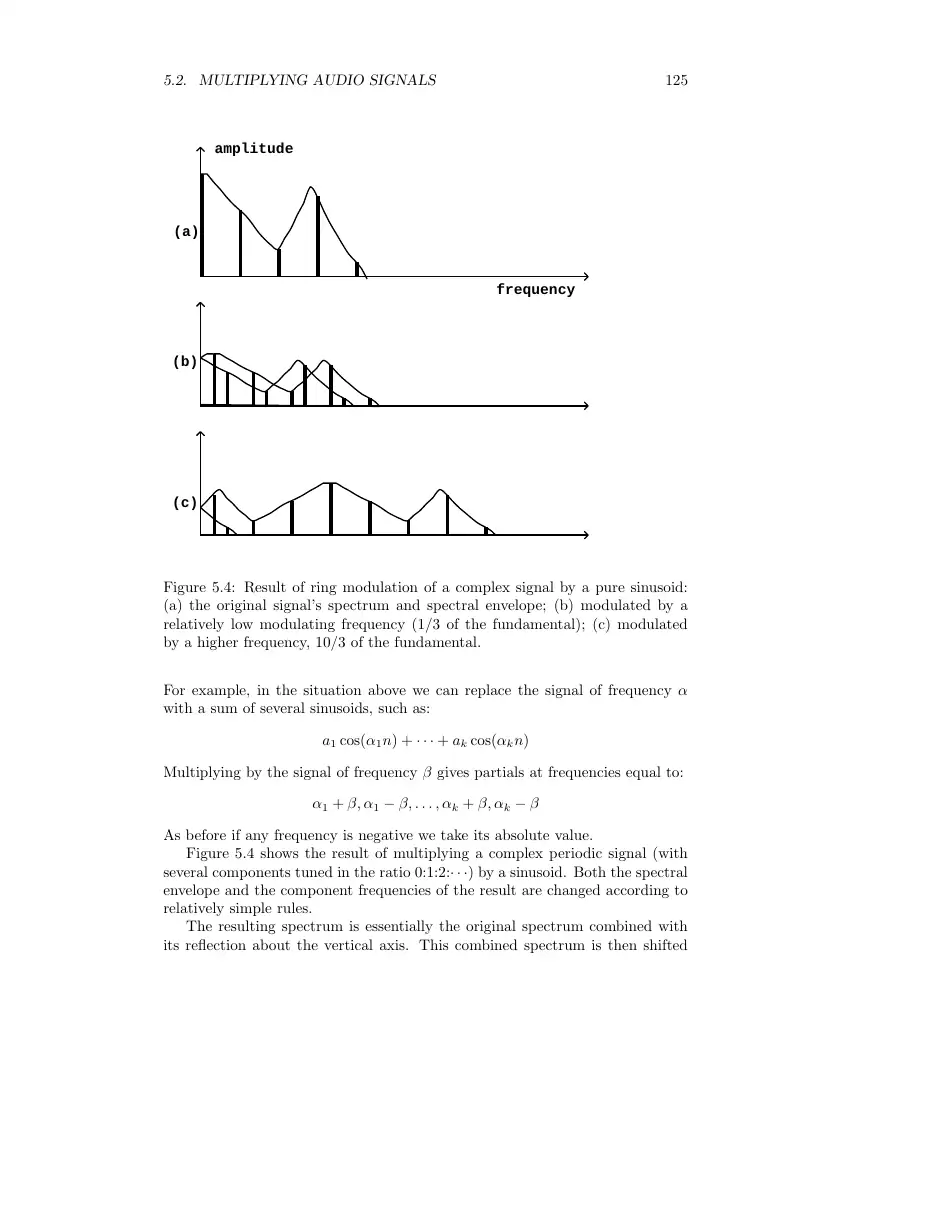 5.2. MULTIPLYING AUDIO SIGNALS 125
amplitude
(a)
frequency
(b)
(c)
Figure 5.4: Result of ring modulation of a complex signal by a pure sinusoid:
(a) the original signal's spectrum and spectral envelope; (b) modulated by a
relatively low modulating frequency (1/3 of the fundamental); (c) modulated
by a higher frequency, 10/3 of the fundamental.
For example, in the situation above we can replace the signal of frequency α
with a sum of several sinusoids, such as:
a₁ cos(α₁n) + · · · + aₖ cos(αₖn)
Multiplying by the signal of frequency β gives partials at frequencies equal to:
α₁ + β, α₁ − β, . . . , αₖ + β, αₖ − β
As before if any frequency is negative we take its absolute value.
Figure 5.4 shows the result of multiplying a complex periodic signal (with
several components tuned in the ratio 0:1:2:· · ·) by a sinusoid. Both the spectral
envelope and the component frequencies of the result are changed according to
relatively simple rules.
The resulting spectrum is essentially the original spectrum combined with
its reflection about the vertical axis. This combined spectrum is then shifted